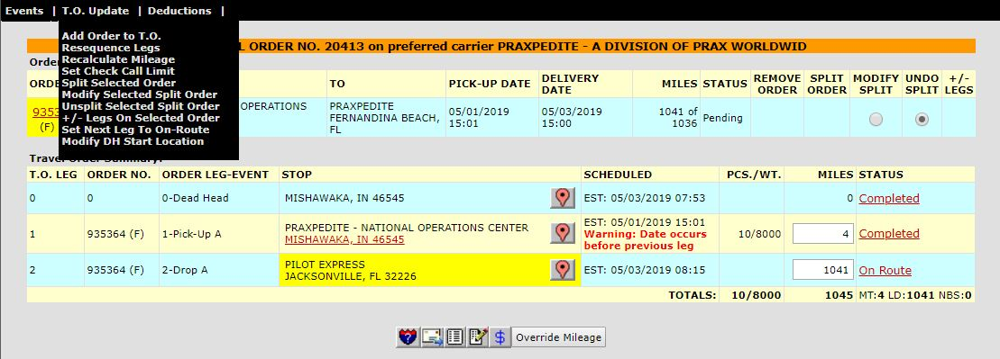 Events | T.O. Update | Deductions |
Add Order to T.O.
Resequence Legs
Recalculate Mileage
Set Check Call Limit
Split Selected Order
Modify Selected Split Order
Unsplit Selected Split Order
+/- Legs On Selected Order
Set Next Leg To On-Route
Modify DH Start Location
L ORDER NO. 20413 on preferred carrier PRAXPEDITE - A DIVISION OF PRAX WORLDWID
TO PICK-UP DATE DELIVERY DATE MILES STATUS REMOVE ORDER SPLIT ORDER MODIFY SPLIT UNDO SPLIT +/- LEGS
9353
(F)
OPERATIONS
PRAXPEDITE
FERNANDINA BEACH,
FL
05/01/2019
15:01
05/03/2019
15:00
1041 of
1036
Pending
T.O. LEG ORDER NO. ORDER LEG-EVENT STOP SCHEDULED PCS./WT. MILES STATUS
0 0 0-Dead Head MISHAWAKA, IN 46545 EST: 05/03/2019 07:53 0 Completed
1 935364 (F) 1-Pick-Up A PRAXPEDITE - NATIONAL OPERATIONS CENTER
MISHAWAKA, IN 46545
EST: 05/01/2019 15:01
Warning: Date occurs
before previous leg
10/8000 4 Completed
2 935364 (F) 2-Drop A PILOT EXPRESS
JACKSONVILLE, FL 32226
EST: 05/03/2019 08:15 1041 On Route
TOTALS: 10/8000 1045 MT:4 LD:1041 NBS:0
? $ Override Mileage